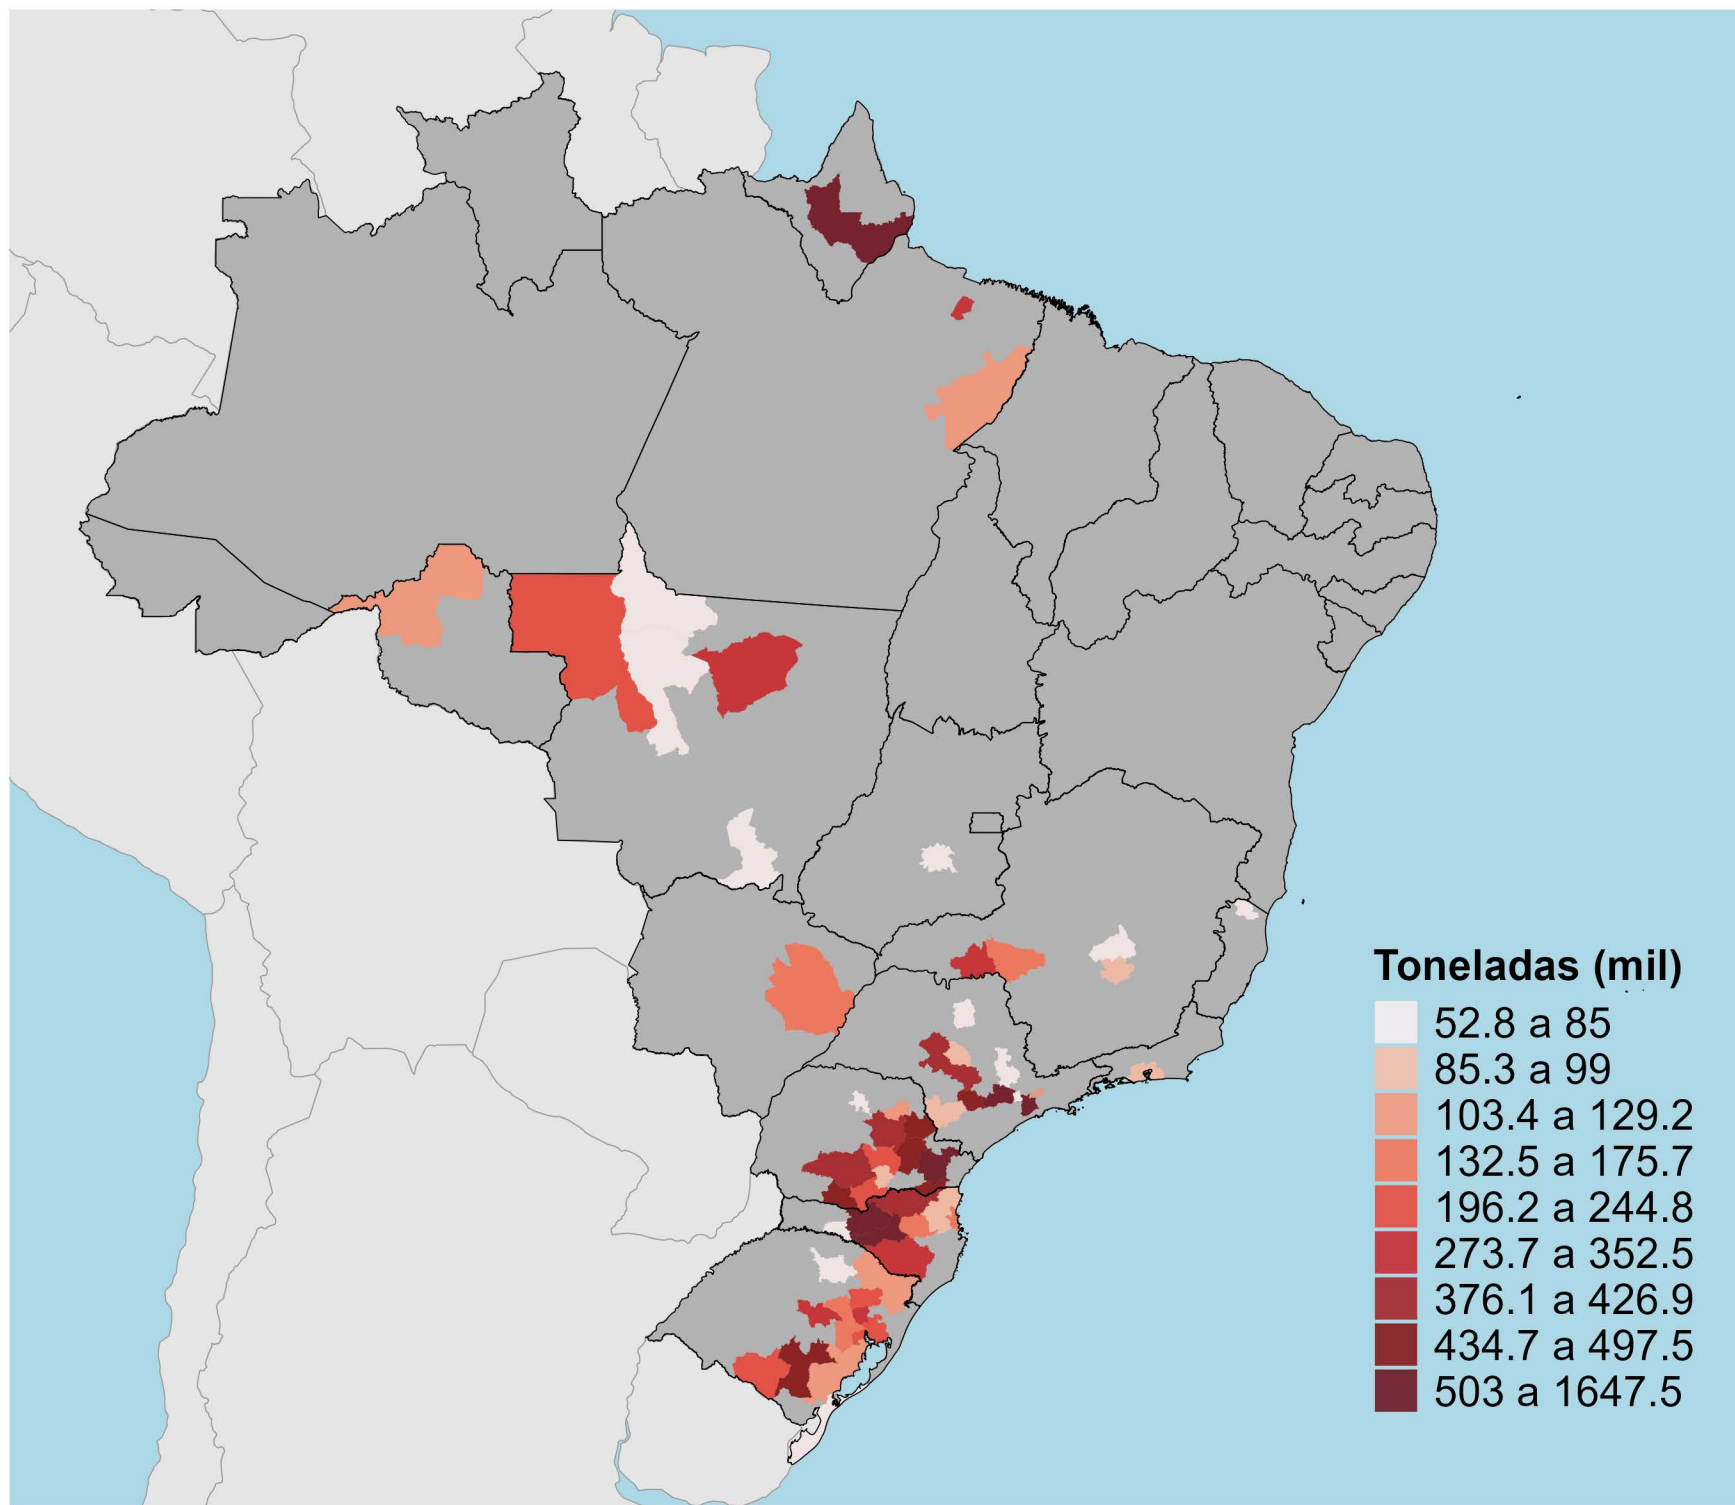 Toneladas (mil)
52.8 a 85
85.3 a 99
103.4 a 129.2
132.5 a 175.7
196.2 a 244.8
273.7 a 352.5
376.1 a 426.9
434.7 a 497.5
503 a 1647.5